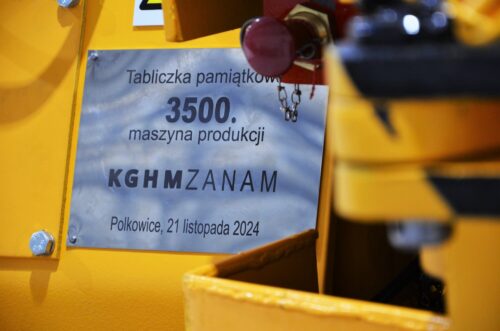 Tabliczka pamiątkow
3500.
maszyna produkcji
KGHM ZANAM
Polkowice, 21 listopada 2024